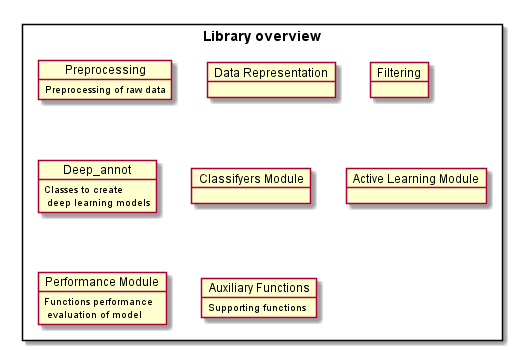 Library overview
Preprocessing
Preprocessing of raw data
Data Representation
Filtering
Deep_annot
Classes to create
deep learning models
Classifyers Module
Active Learning Module
Performance Module
Functions performance
evaluation of model
Auxiliary Functions
Supporting functions